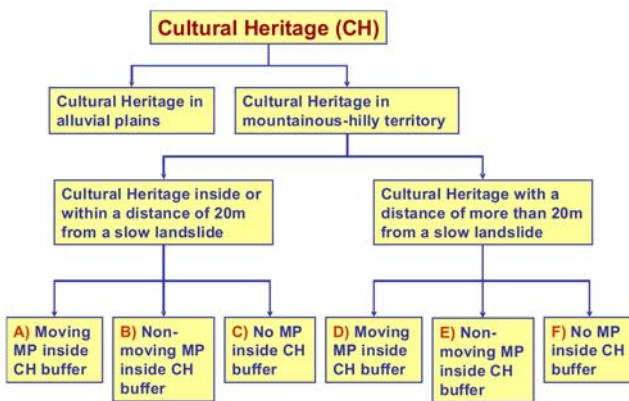 Cultural Heritage (CH)
Cultural Heritage in
alluvial plains
Cultural Heritage in
mountainous-hilly territory
Cultural Heritage inside or
within a distance of 20m
from a slow landslide
Cultural Heritage with a
distance of more than 20m
from a slow landslide
A) Moving
MP inside
CH buffer
B) Non-
moving MP
inside CH
buffer
C) No MP
inside CH
buffer
D) Moving
MP inside
CH buffer
E) Non-
moving MP
inside CH
buffer
F) No MP
inside CH
buffer